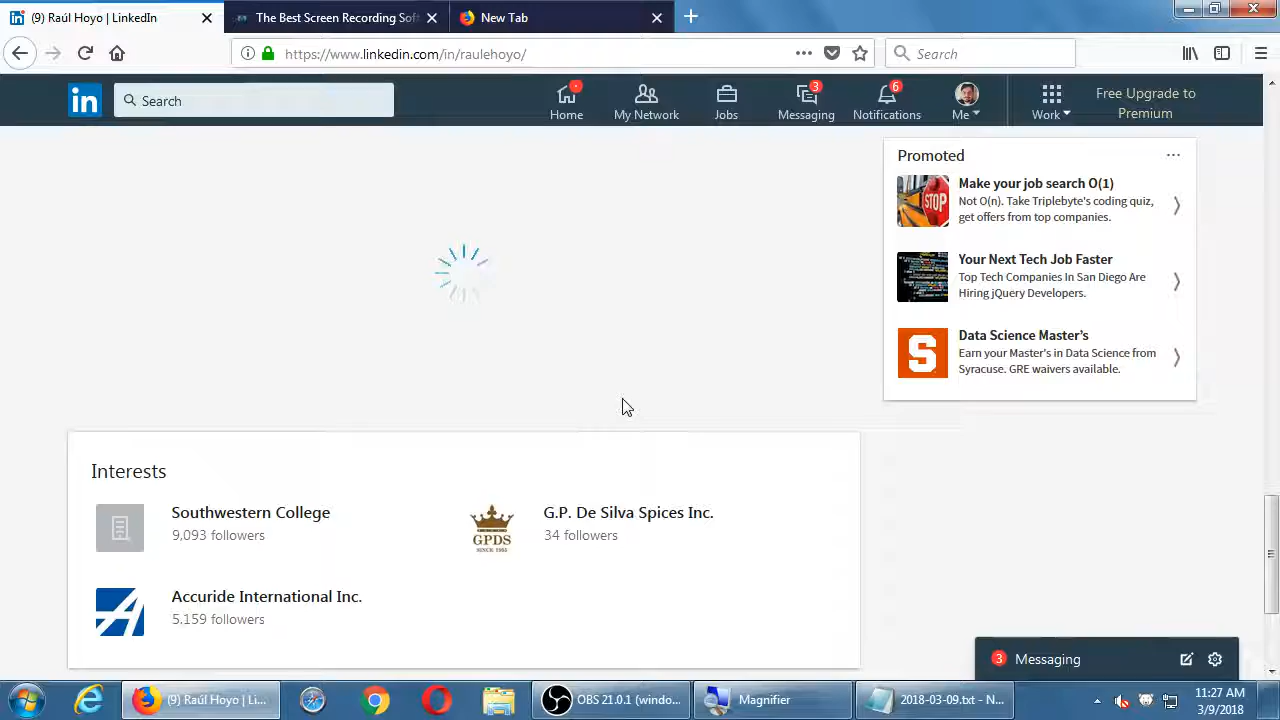 (9) Raúl Hoyo | LinkedIn
The Best Screen Recording Sof
New Tab
https://www.linkedin.com/in/raulehoyo/
Search
in
Search
Home
My Network
Jobs
3
Messaging
6
Notifications
Me
Work
Free Upgrade to
Premium
Promoted
STOP
Make your job search O(1)
Not O(n). Take Triplebyte's coding quiz,
get offers from top companies.
Your Next Tech Job Faster
Top Tech Companies In San Diego Are
Hiring jQuery Developers.
S
Data Science Master's
Earn your Master's in Data Science from
Syracuse. GRE waivers available.
Interests
Southwestern College
9,093 followers
GPDS
SINCE 1985
G.P. De Silva Spices Inc.
34 followers
Accuride International Inc.
5,159 followers
3
Messaging
(9) Raúl Hoyo | Li...
OBS 21.0.1 (windo...
Magnifier
2018-03-09.txt - N...
11:27 AM
3/9/2018